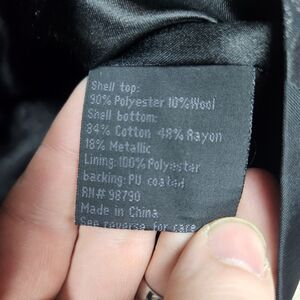 Shell top:
90% Polyester 10% Wool
Shell bottom:
34% Cotton 48% Rayon
18% Metallic
Lining: 100% Polyester
backing: PU coated
RN# 98790
Made in China
See reverse for care